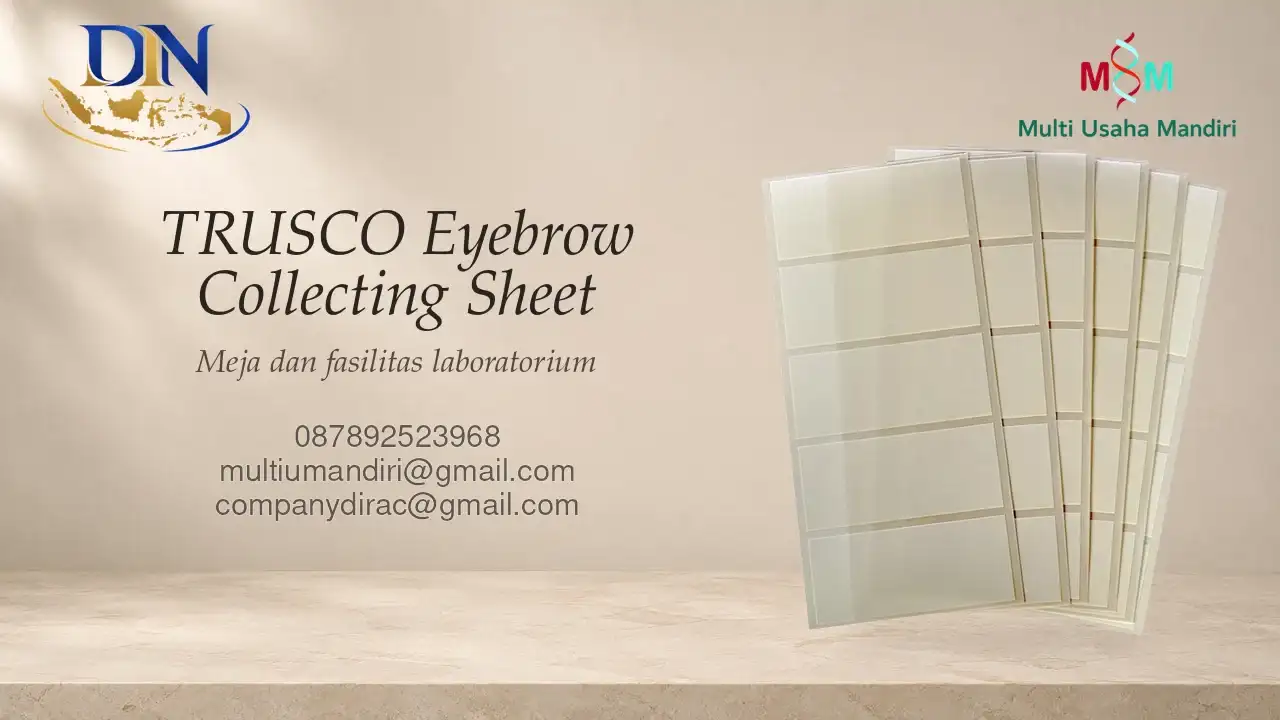 DIN
MSM
Multi Usaha Mandiri
TRUSCO Eyebrow
Collecting Sheet
Meja dan fasilitas laboratorium
087892523968
multiumandiri@gmail.com
companydirac@gmail.com